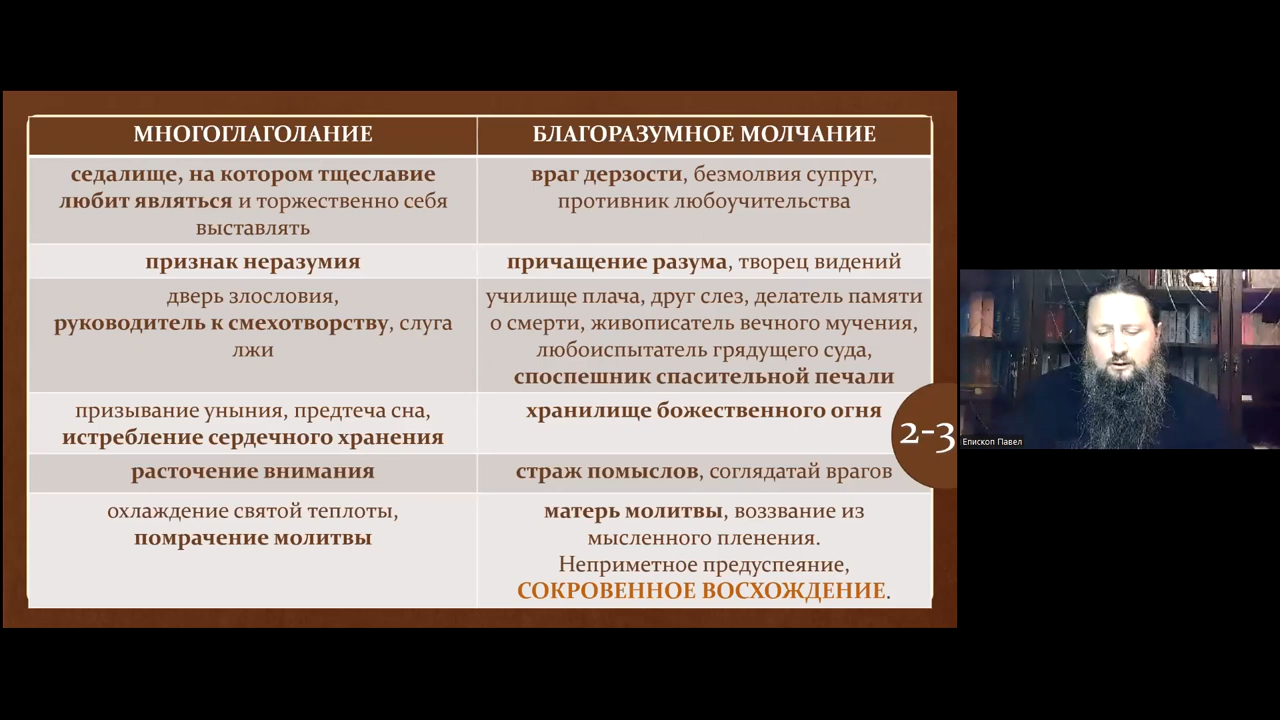 МНОГОГЛАГОЛАНИЕ
БЛАГОРАЗУМНОЕ МОЛЧАНИЕ
седалище, на котором тщеславие
любит являться и торжественно себя
выставлять
враг дерзости, безмолвия супруг,
противник любоучительства
признак неразумия
причащение разума, творец видений
дверь злословия,
руководитель к смехотворству, слуга
лжи
училище плача, друг слез, делатель памяти
о смерти, живописатель вечного мучения,
любоиспытатель грядущего суда,
споспешник спасительной печали
призывание уныния, предтеча сна,
истребление сердечного хранения
хранилище божественного огня
расточение внимания
страж помыслов, соглядатай врагов
охлаждение святой теплоты,
помрачение молитвы
матерь молитвы, воззвание из
мысленного пленения.
Неприметное предуспеяние,
СОКРОВЕННОЕ ВОСХОЖДЕНИЕ.
2-3
Епископ Павел